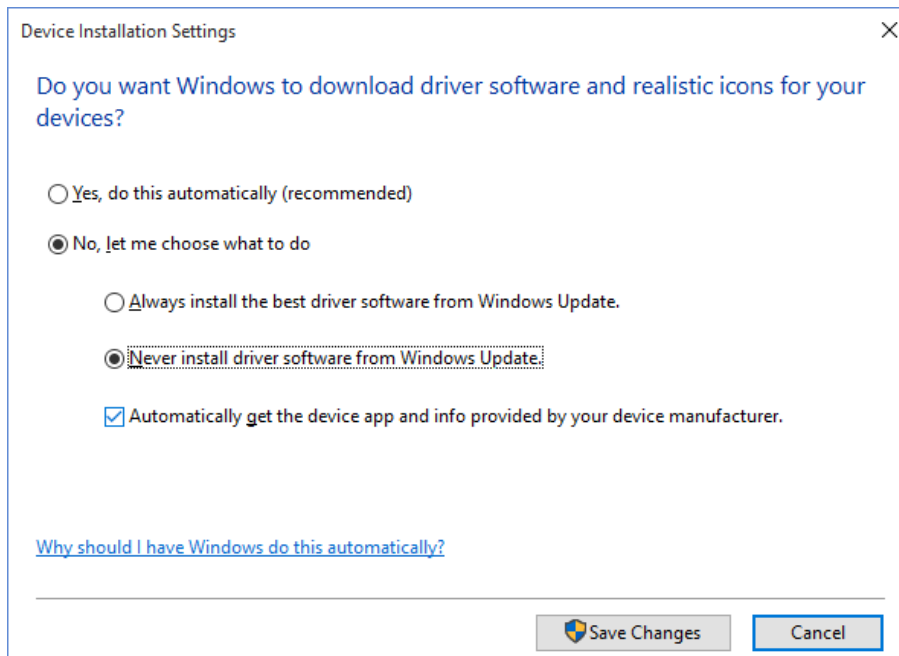 Device Installation Settings
Do you want Windows to download driver software and realistic icons for your
devices?
Yes, do this automatically (recommended)
No, let me choose what to do
Always install the best driver software from Windows Update.
Never install driver software from Windows Update.
Automatically get the device app and info provided by your device manufacturer.
Why should I have Windows do this automatically?
Save Changes
Cancel